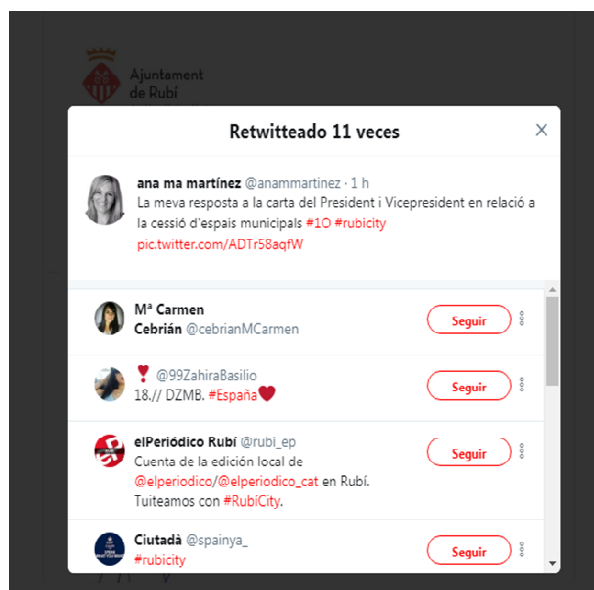 Ajuntament
de Rubí
Retwitteado 11 veces
ana ma martínez @anammartinez · 1 h
La meva resposta a la carta del President i Vicepresident en relació a
la cessió d'espais municipals #1O #rubicity
pic.twitter.com/ADTr58aqfW
Mª Carmen
Cebrián @cebrianMCarmen
Seguir
@99ZahiraBasilio
18.// DZMB. #España
Seguir
elPeriódico Rubí @rubi_ep
Cuenta de la edición local de
@elperiodico/@elperiodico_cat en Rubí.
Tuiteamos con #RubiCity.
Seguir
Ciutadà @spainya_
#rubicity
Seguir